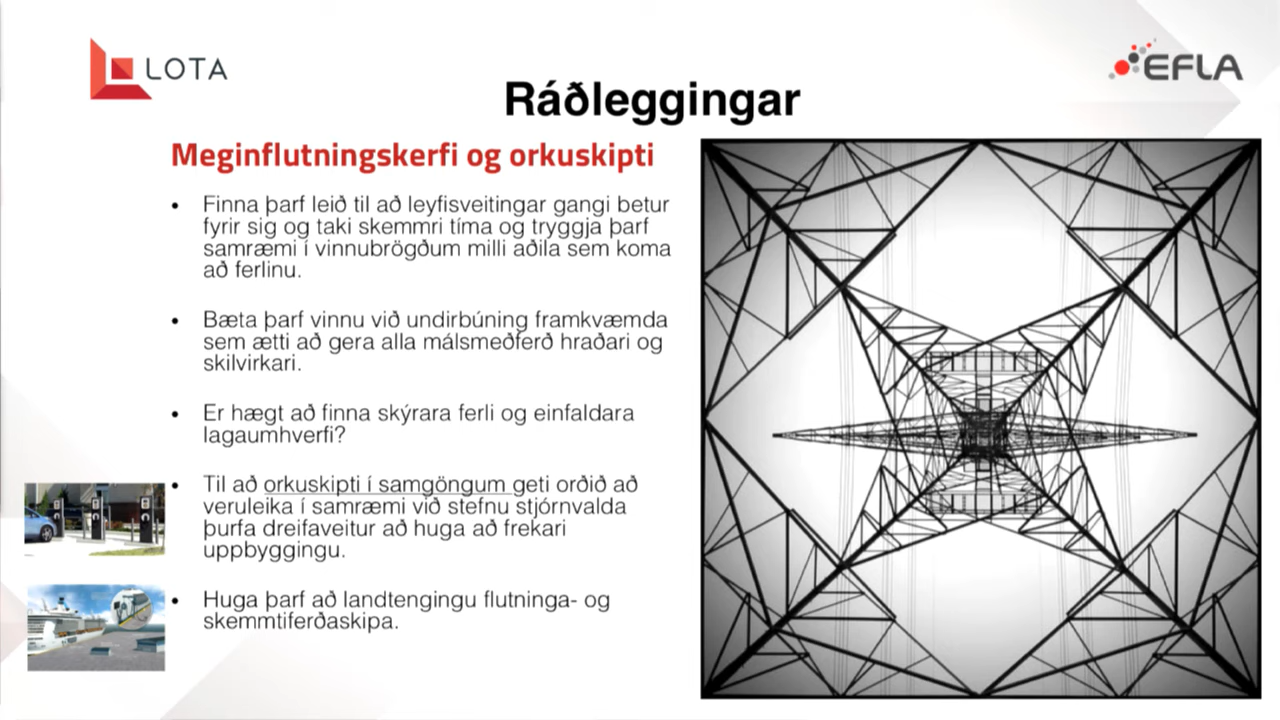 LOTA
EFLA
Ráðleggingar
Meginflutningskerfi og orkuskipti
• Finna þarf leið til að leyfisveitingar gangi betur
fyrir sig og taki skemmri tíma og tryggja þarf
samræmi í vinnubrögðum milli aðila sem koma
að ferlinu.
• Bæta þarf vinnu við undirbúning framkvæmda
sem ætti að gera alla málsmeðferð hraðari og
skilvirkari.
• Er hægt að finna skýrara ferli og einfaldara
lagaumhverfi?
• Til að orkuskipti í samgöngum geti orðið að
veruleika í samræmi við stefnu stjórnvalda
þurfa dreifaveitur að huga að frekari
uppbyggingu.
• Huga þarf að landtengingu flutninga- og
skemmtiferðaskipa.